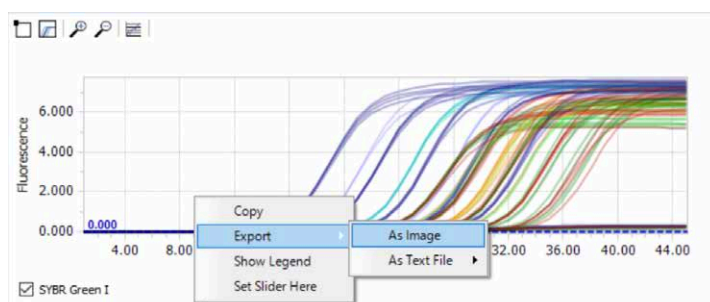 Fluorescence
6.000
4.000
2.000
0.000
0.000
4.00 8.00 32.00 36.00 40.00 44.00
Copy
Export
Show Legend
Set Slider Here
As Image
As Text File
SYBR Green I